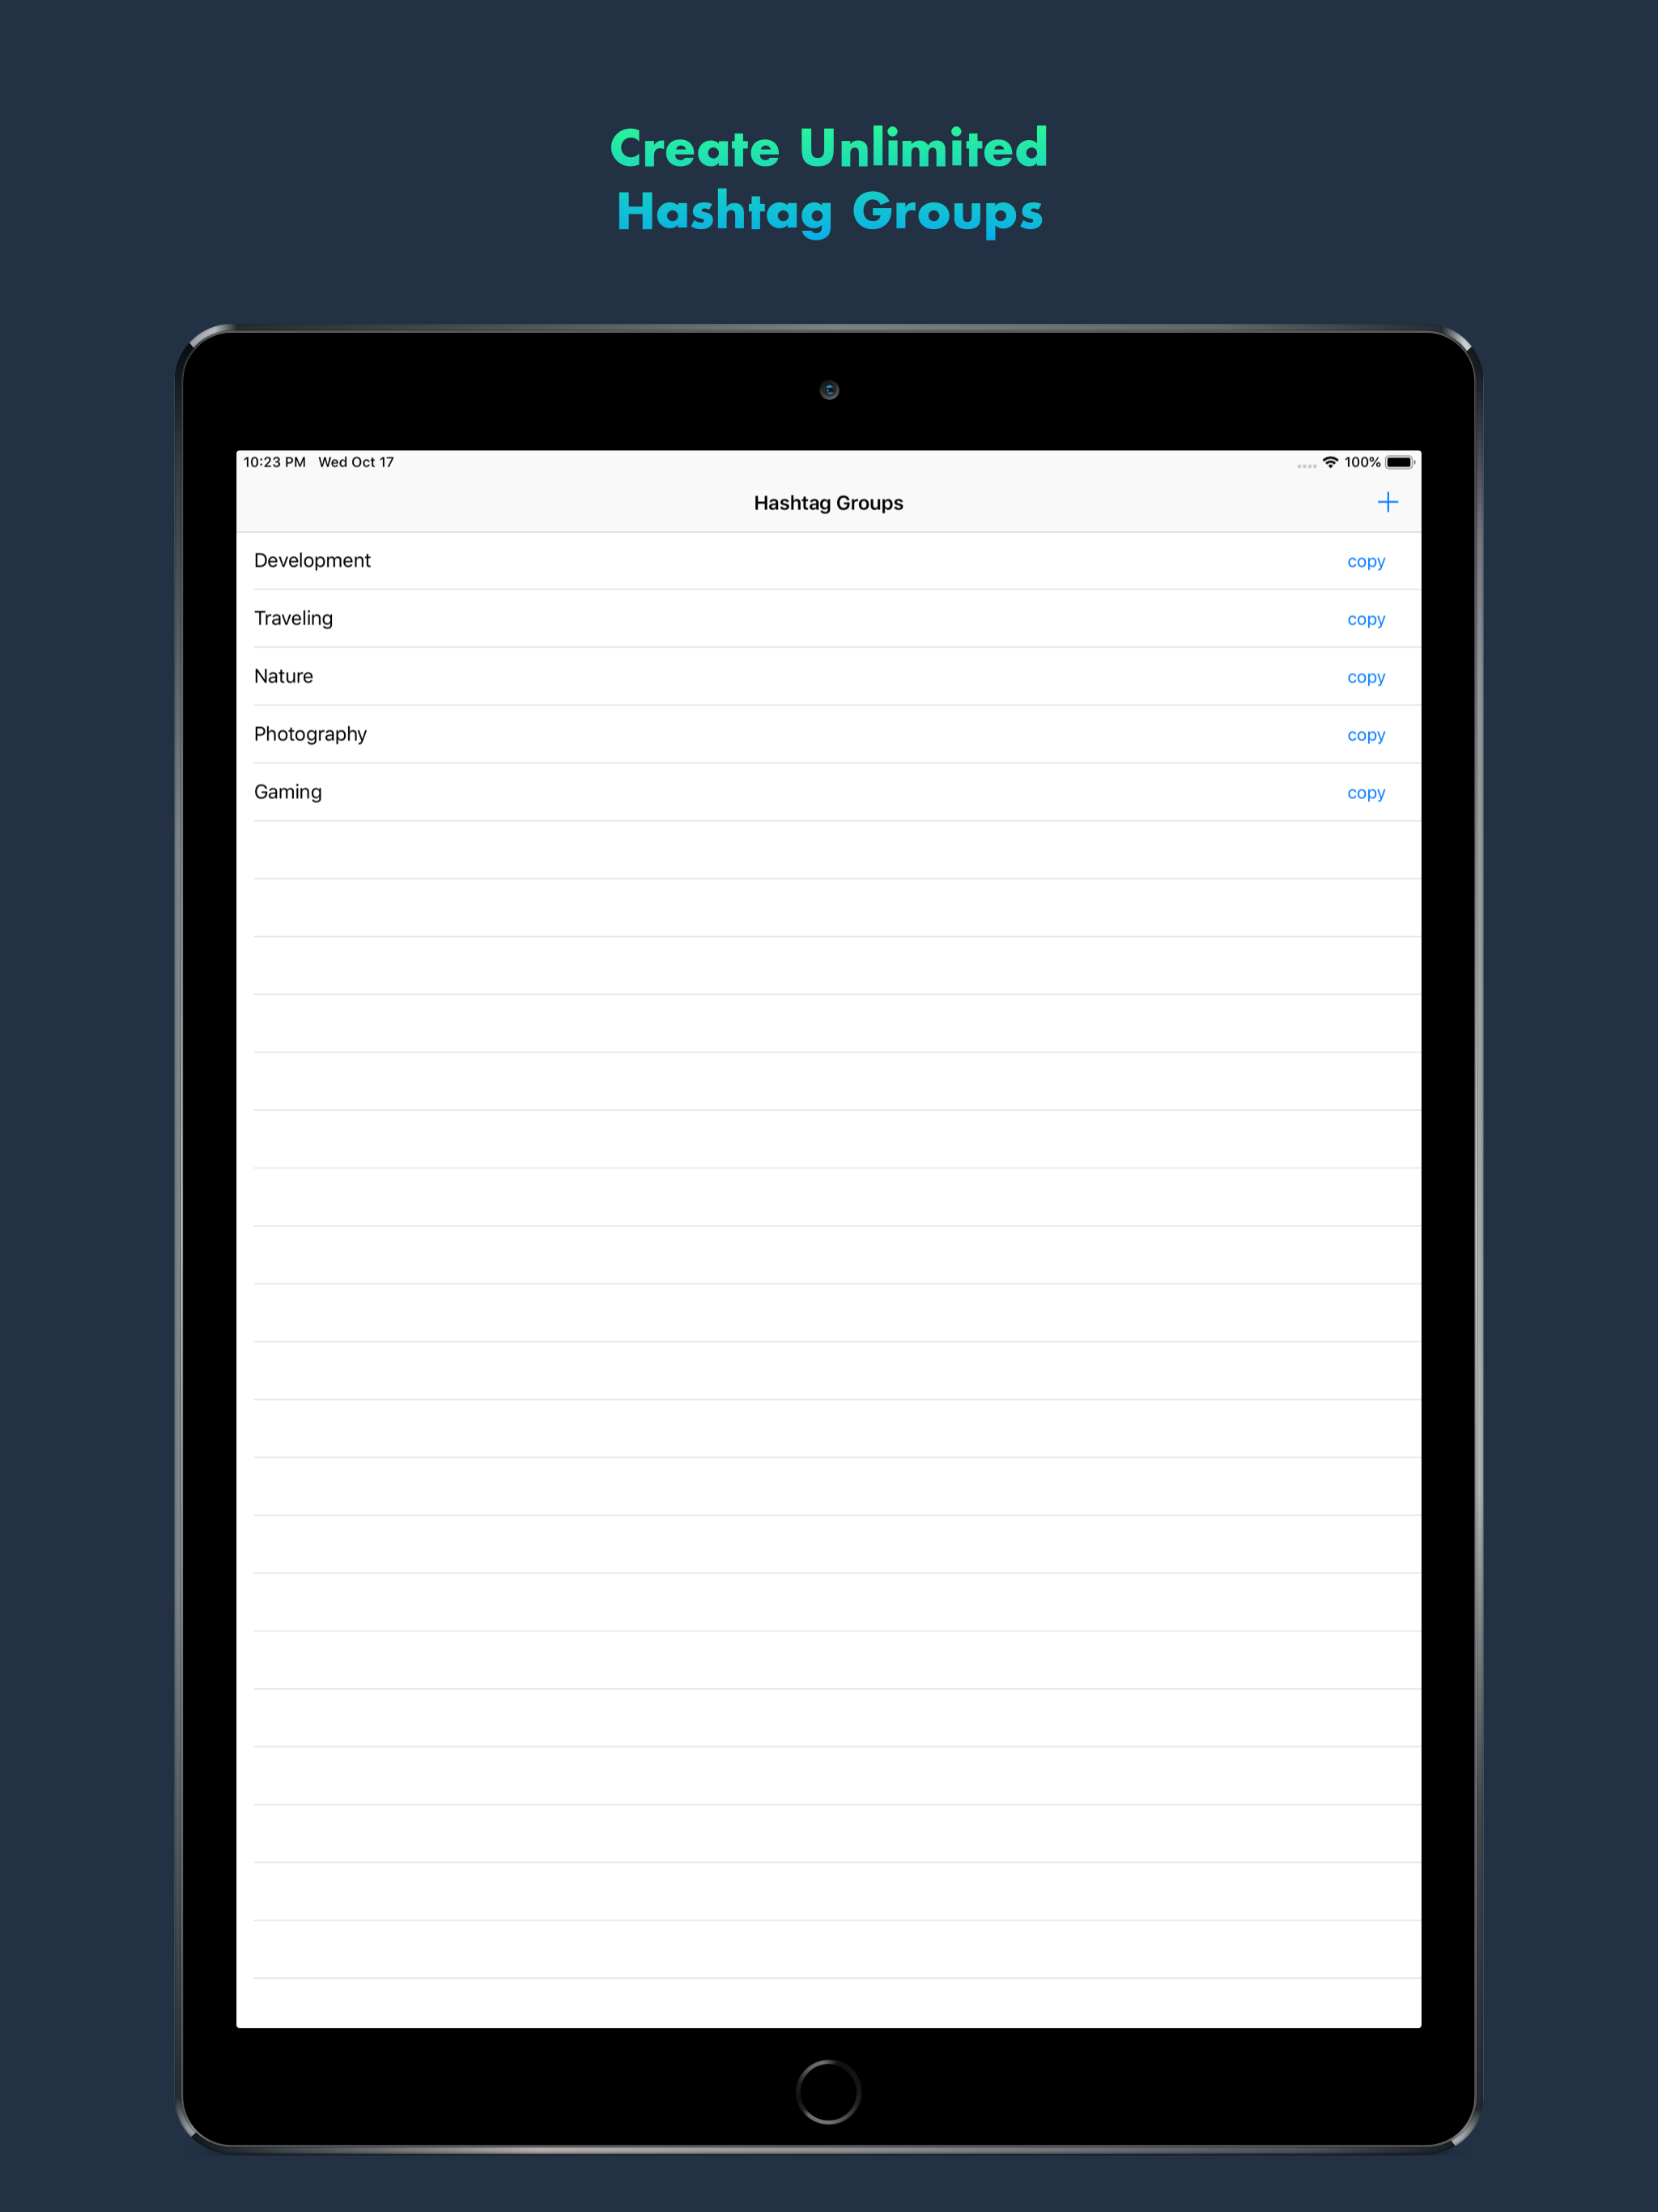 Create Unlimited
Hashtag Groups
10:23 PM Wed Oct 17 100%
Hashtag Groups
Development copy
Traveling copy
Nature copy
Photography copy
Gaming copy